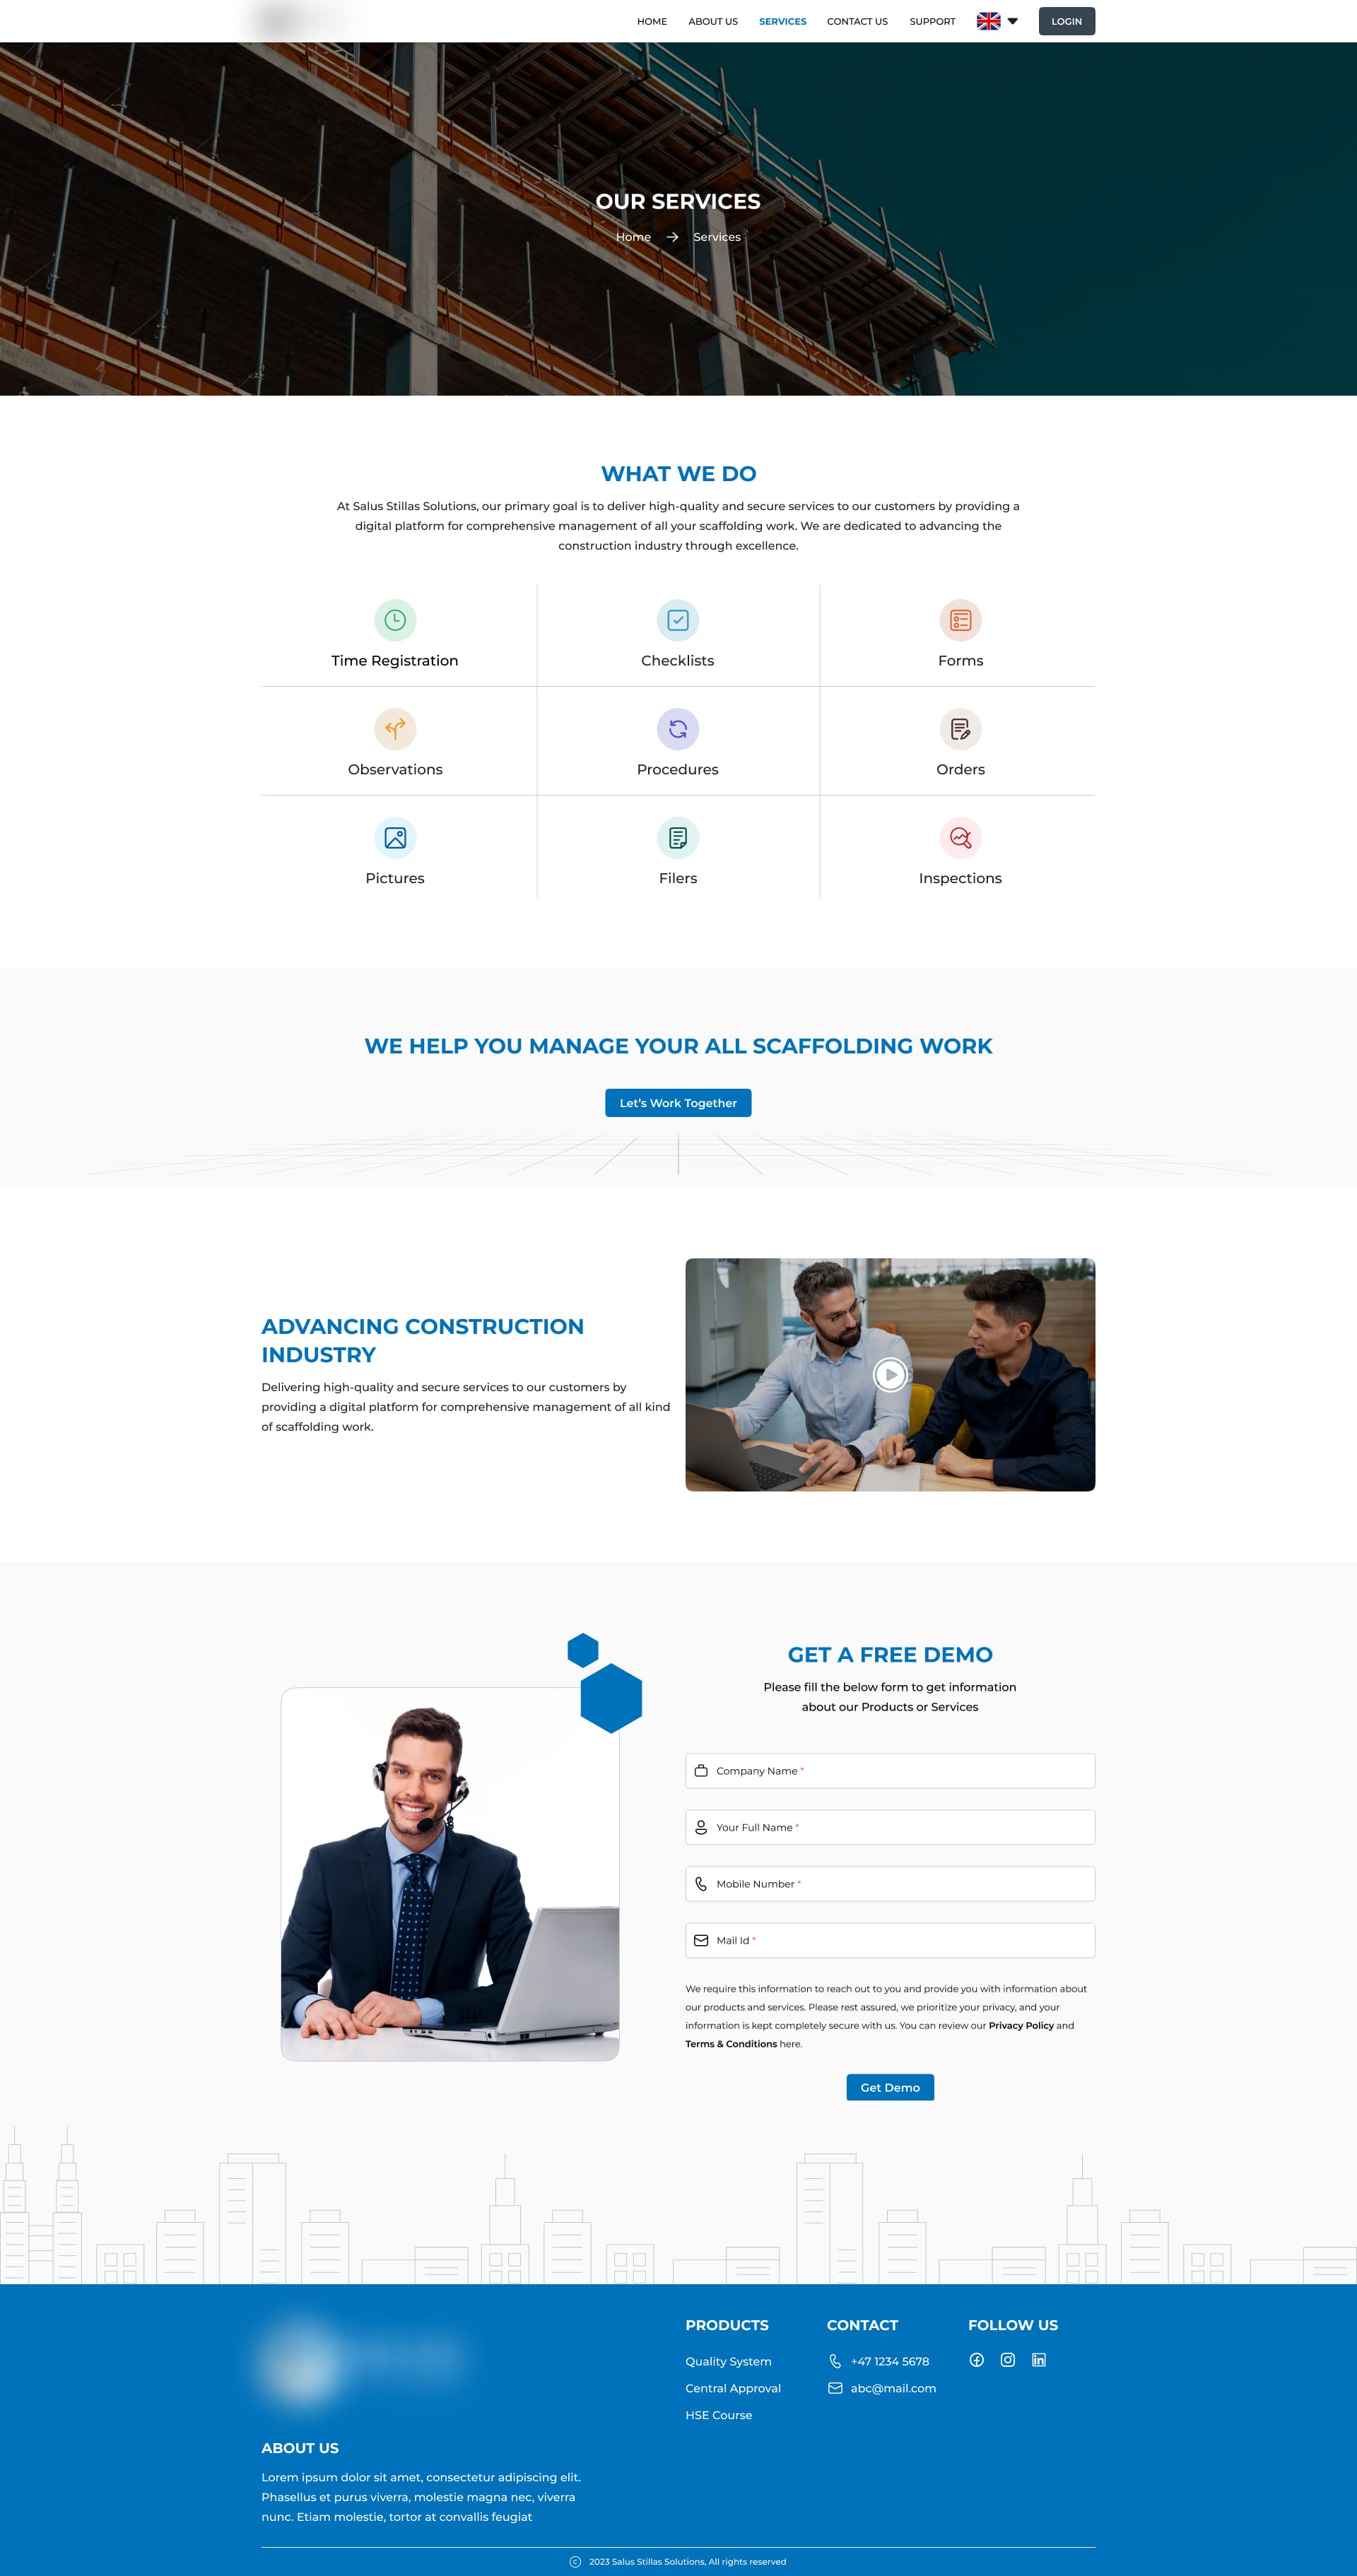 HOME ABOUT US SERVICES CONTACT US SUPPORT LOGIN
OUR SERVICES
Home → Services
WHAT WE DO
At Salus Stillas Solutions, our primary goal is to deliver high-quality and secure services to our customers by providing a
digital platform for comprehensive management of all your scaffolding work. We are dedicated to advancing the
construction industry through excellence.
Time Registration
Checklists
Forms
Observations
Procedures
Orders
Pictures
Filers
Inspections
WE HELP YOU MANAGE YOUR ALL SCAFFOLDING WORK
Let's Work Together
ADVANCING CONSTRUCTION
INDUSTRY
Delivering high-quality and secure services to our customers by
providing a digital platform for comprehensive management of all kind
of scaffolding work.
GET A FREE DEMO
Please fill the below form to get information
about our Products or Services
Company Name *
Your Full Name *
Mobile Number *
Mail Id *
We require this information to reach out to you and provide you with information about
our products and services. Please rest assured, we prioritize your privacy, and your
information is kept completely secure with us. You can review our Privacy Policy and
Terms & Conditions here.
Get Demo
PRODUCTS
Quality System
Central Approval
HSE Course
CONTACT
+47 1234 5678
abc@mail.com
FOLLOW US
ABOUT US
Lorem ipsum dolor sit amet, consectetur adipiscing elit.
Phasellus et purus viverra, molestie magna nec, viverra
nunc. Etiam molestie, tortor at convallis feugiat
© 2023 Salus Stillas Solutions, All rights reserved